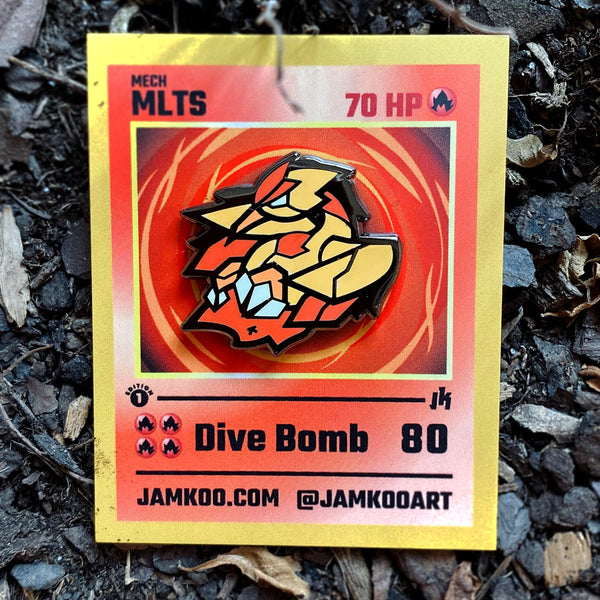 MECH
MLTS
70 HP
EDITION
1
JK
Dive Bomb 80
JAMKOO.COM @JAMKOOART